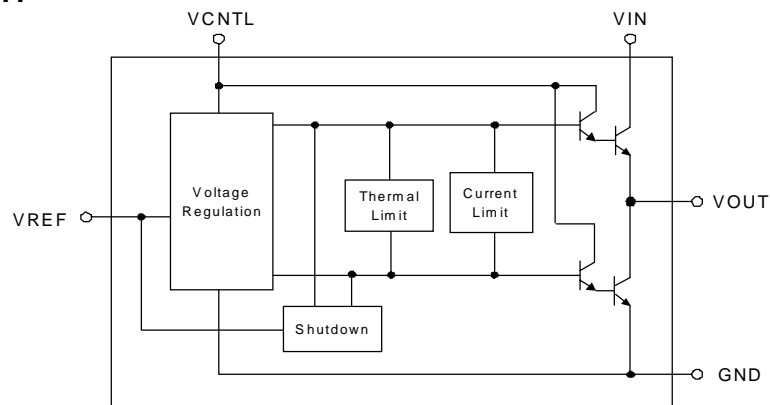 VCNTL
VIN
Voltage
Regulation
Thermal
Limit
Current
Limit
VREF
VOUT
Shutdown
GND